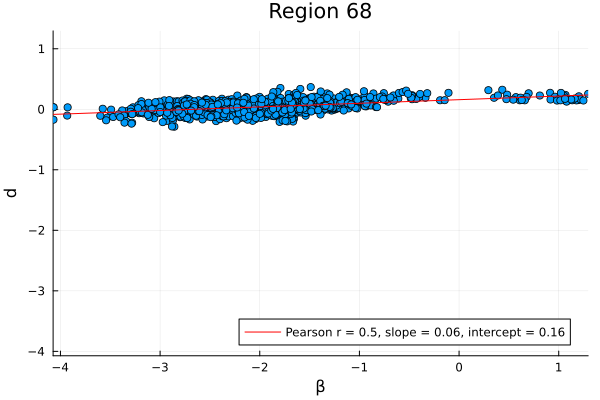 Region 68
1
0
−1
−2
−3
−4
d
Pearson r = 0.5, slope = 0.06, intercept = 0.16
−4 −3 −2 −1 0 1
β